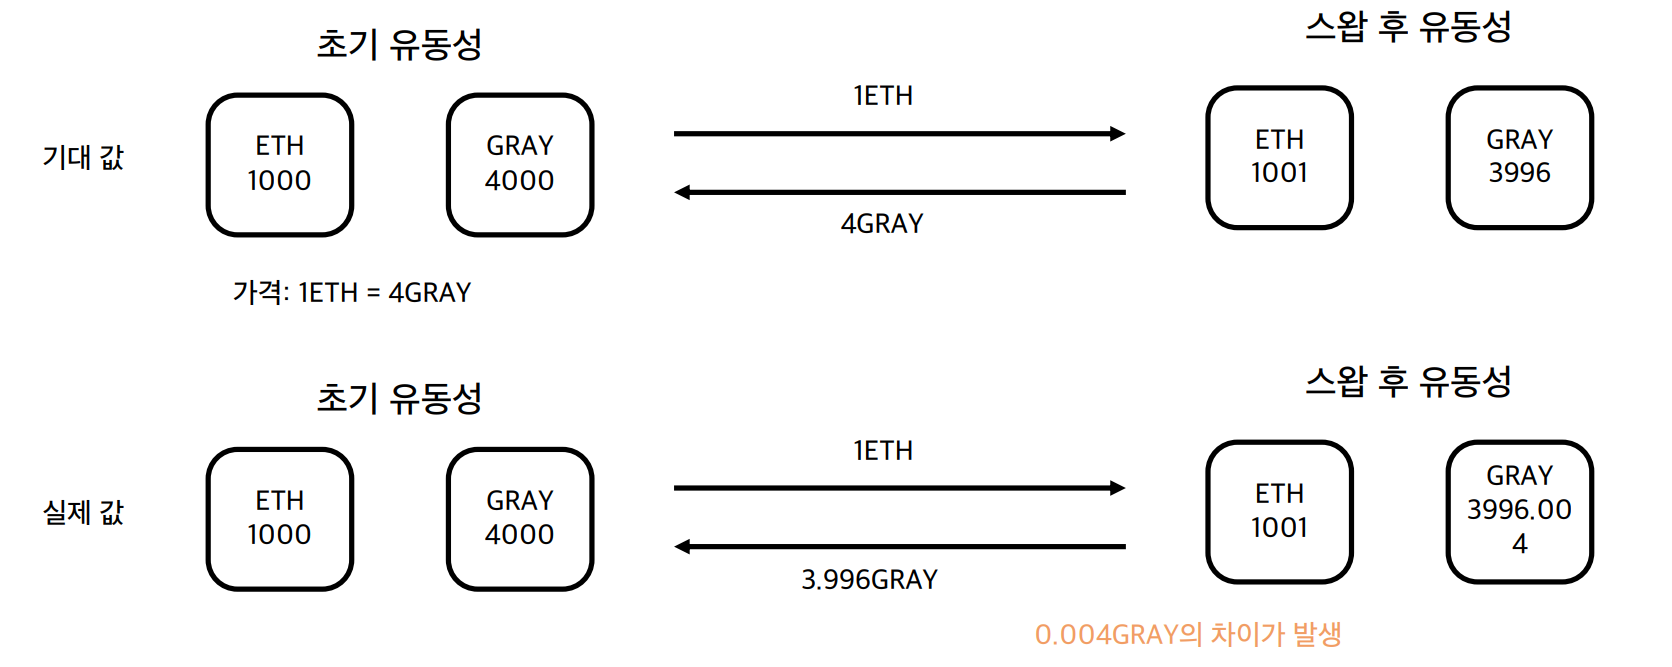 초기 유동성
스왑 후 유동성
기대 값
ETH
1000
GRAY
4000
1ETH
4GRAY
ETH
1001
GRAY
3996
가격: 1ETH = 4GRAY
초기 유동성
스왑 후 유동성
실제 값
ETH
1000
GRAY
4000
1ETH
3.996GRAY
ETH
1001
GRAY
3996.00
4
0.004GRAY의 차이가 발생